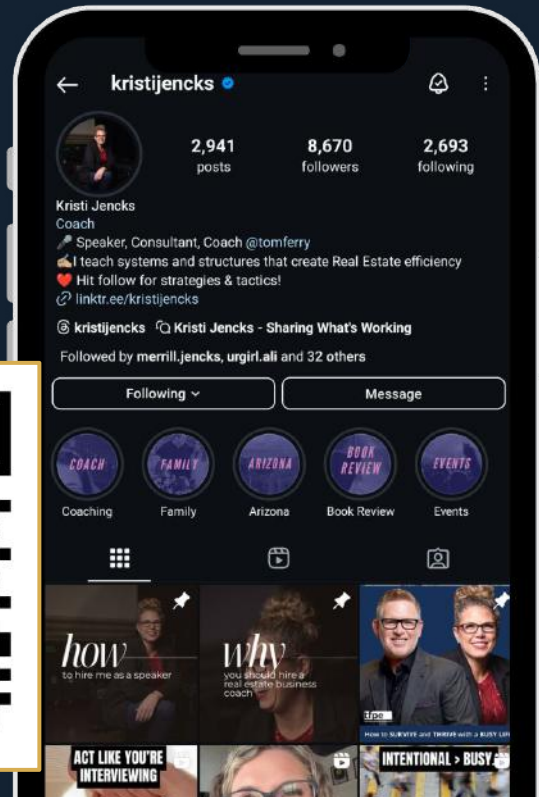 kristijencks
2,941 8,670 2,693
posts followers following
Kristi Jencks
Coach
🎤 Speaker, Consultant, Coach @tomferry
✍🏼I teach systems and structures that create Real Estate efficiency
❤️ Hit follow for strategies & tactics!
linktr.ee/kristijencks
kristijencks Kristi Jencks - Sharing What's Working
Followed by merrill.jencks, urgirl.ali and 32 others
Following Message
COACH FAMILY ARIZONA BOOK REVIEW EVENTS
Coaching Family Arizona Book Review Events
how
to hire me as a speaker
why
you should hire a
real estate business
coach
tfpe
How to SURVIVE and THRIVE with a BUSY LIFE
ACT LIKE YOU'RE
INTERVIEWING
INTENTIONAL > BUSY